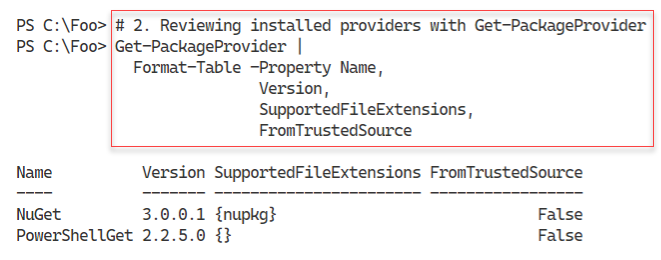 PS C:\Foo> # 2. Reviewing installed providers with Get-PackageProvider
PS C:\Foo> Get-PackageProvider |
Format-Table -Property Name,
Version,
SupportedFileExtensions,
FromTrustedSource
Name Version SupportedFileExtensions FromTrustedSource
---- ------- ----------------------- -----------------
NuGet 3.0.0.1 {nupkg} False
PowerShellGet 2.2.5.0 {} False